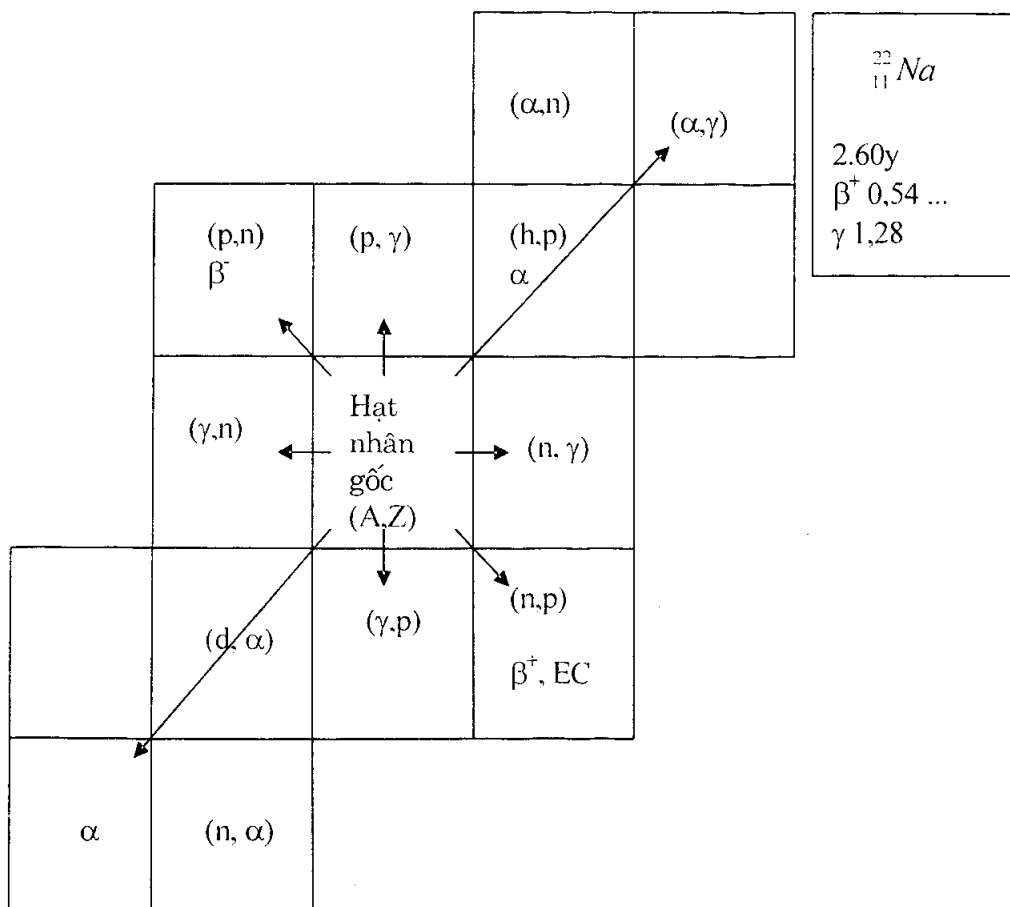 (α,n)
(α,γ)
²²₁₁Na
2.60y
β⁺ 0,54 ...
γ 1,28
(p,n)
β⁻
(p, γ)
(h,p)
α
(γ,n)
Hạt
nhân
gốc
(A,Z)
(n, γ)
(d, α)
(γ,p)
(n,p)
β⁺, EC
α
(n, α)